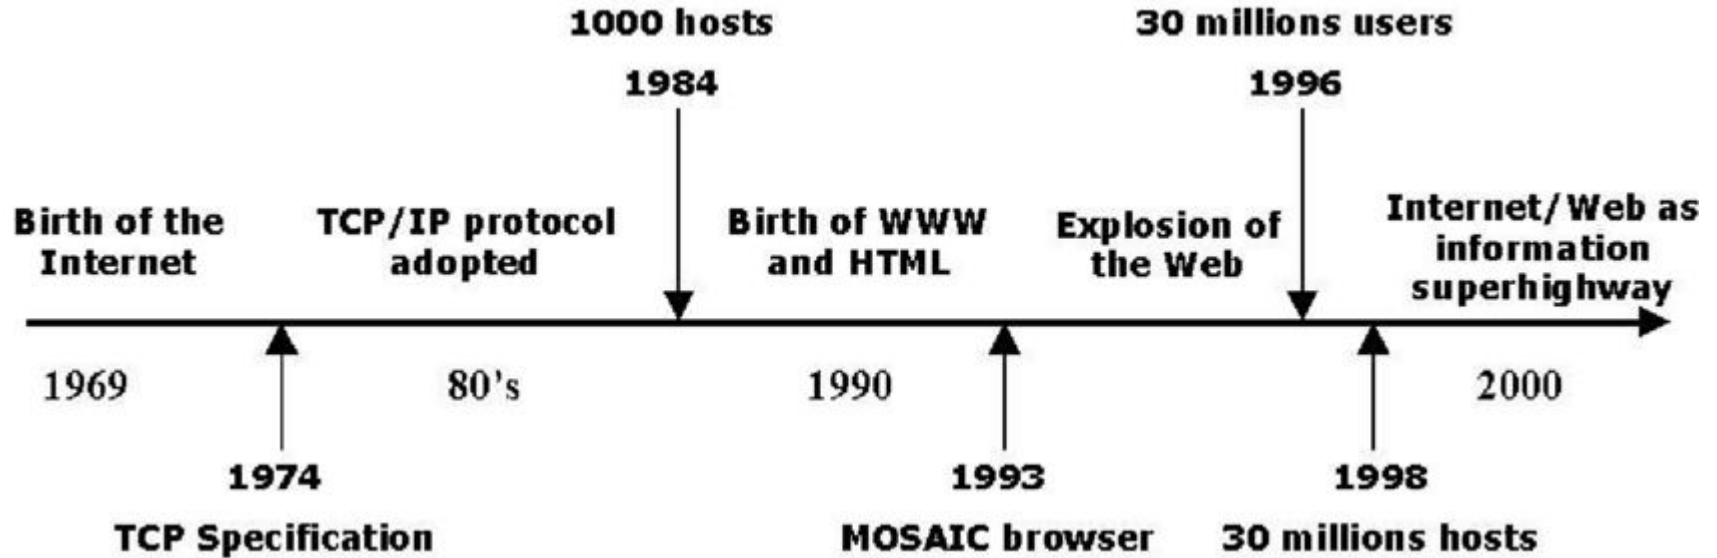 1000 hosts
30 millions users
1984
1996
Birth of the
Internet
TCP/IP protocol
adopted
Birth of WWW
and HTML
Explosion of
the Web
Internet/Web as
information
superhighway
1969
80's
1990
2000
1974
1993
1998
TCP Specification
MOSAIC browser
30 millions hosts